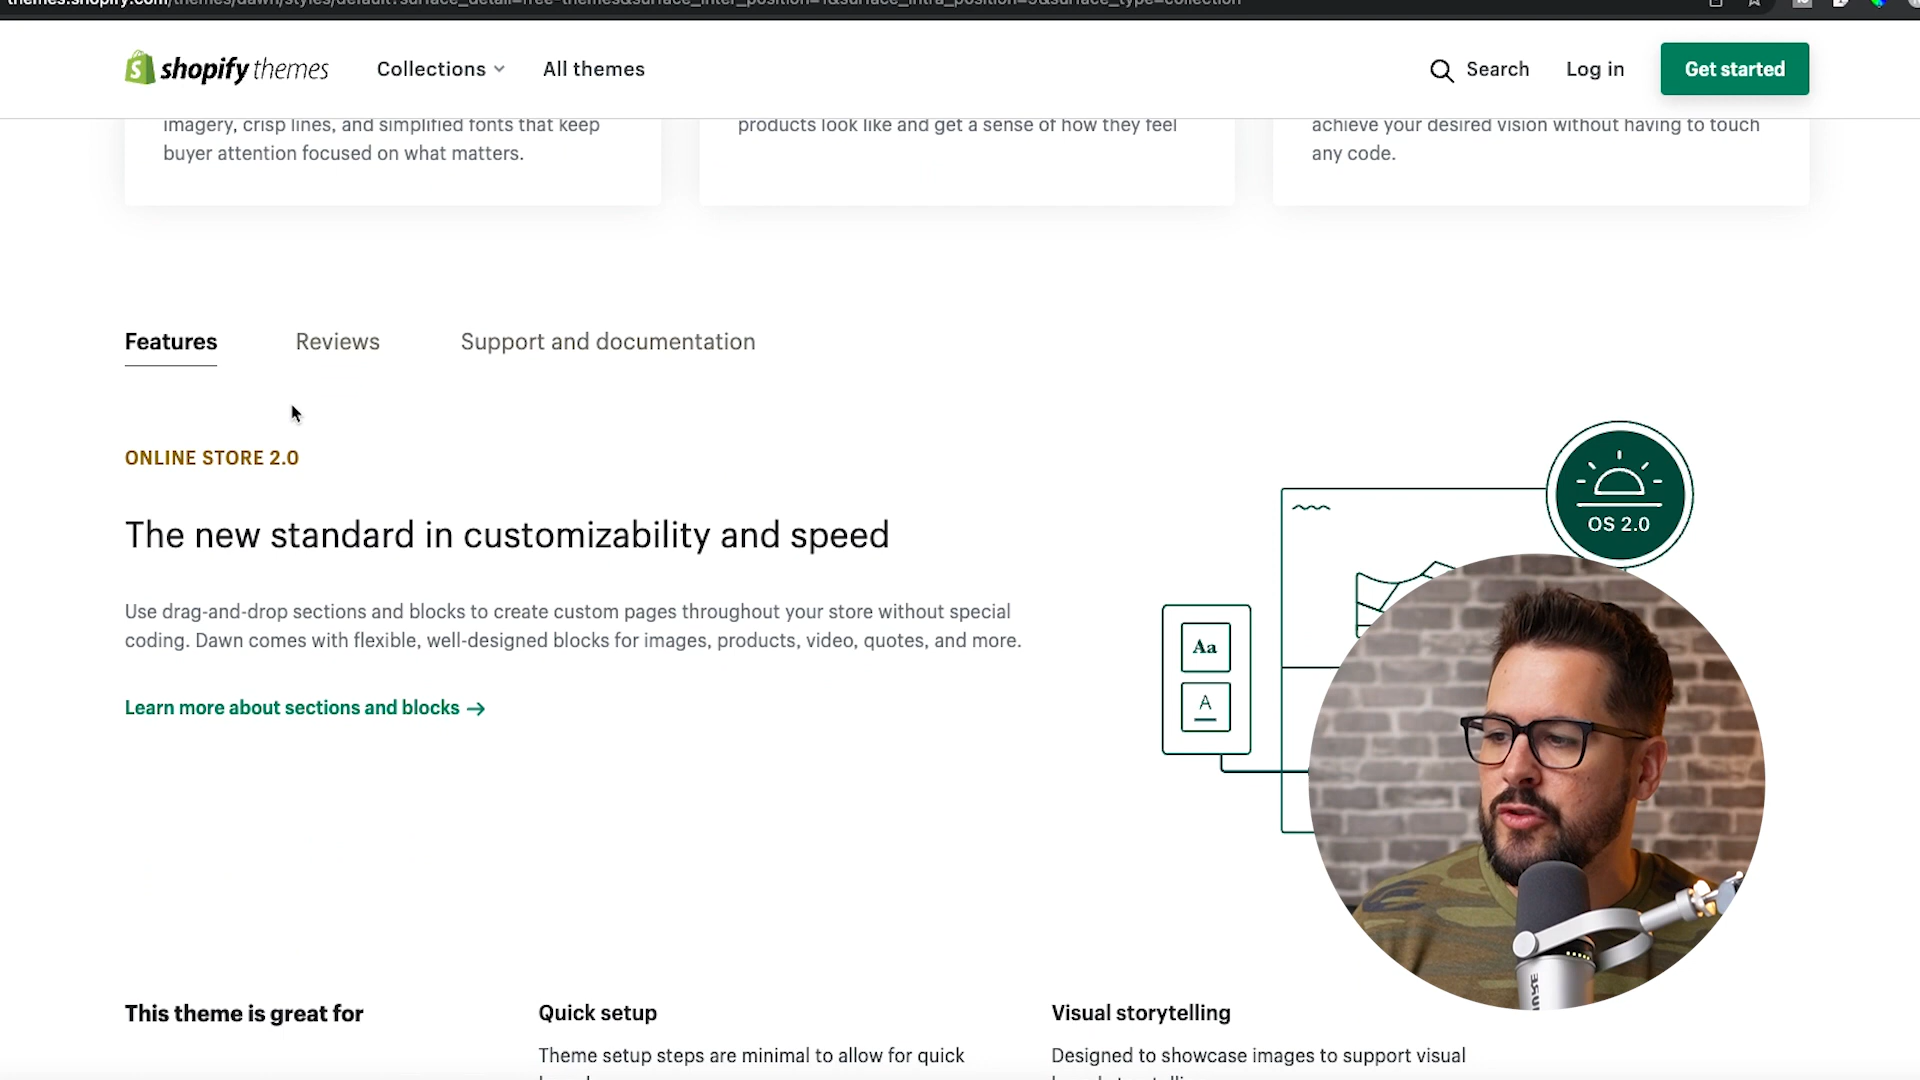 shopify themes
Collections
All themes
Search
Log in
Get started
imagery, crisp lines, and simplified fonts that keep
buyer attention focused on what matters.
products look like and get a sense of how they feel
achieve your desired vision without having to touch
any code.
Features
Reviews
Support and documentation
ONLINE STORE 2.0
The new standard in customizability and speed
Use drag-and-drop sections and blocks to create custom pages throughout your store without special
coding. Dawn comes with flexible, well-designed blocks for images, products, video, quotes, and more.
Learn more about sections and blocks →
OS 2.0
Aa
A
This theme is great for
Quick setup
Theme setup steps are minimal to allow for quick
Visual storytelling
Designed to showcase images to support visual